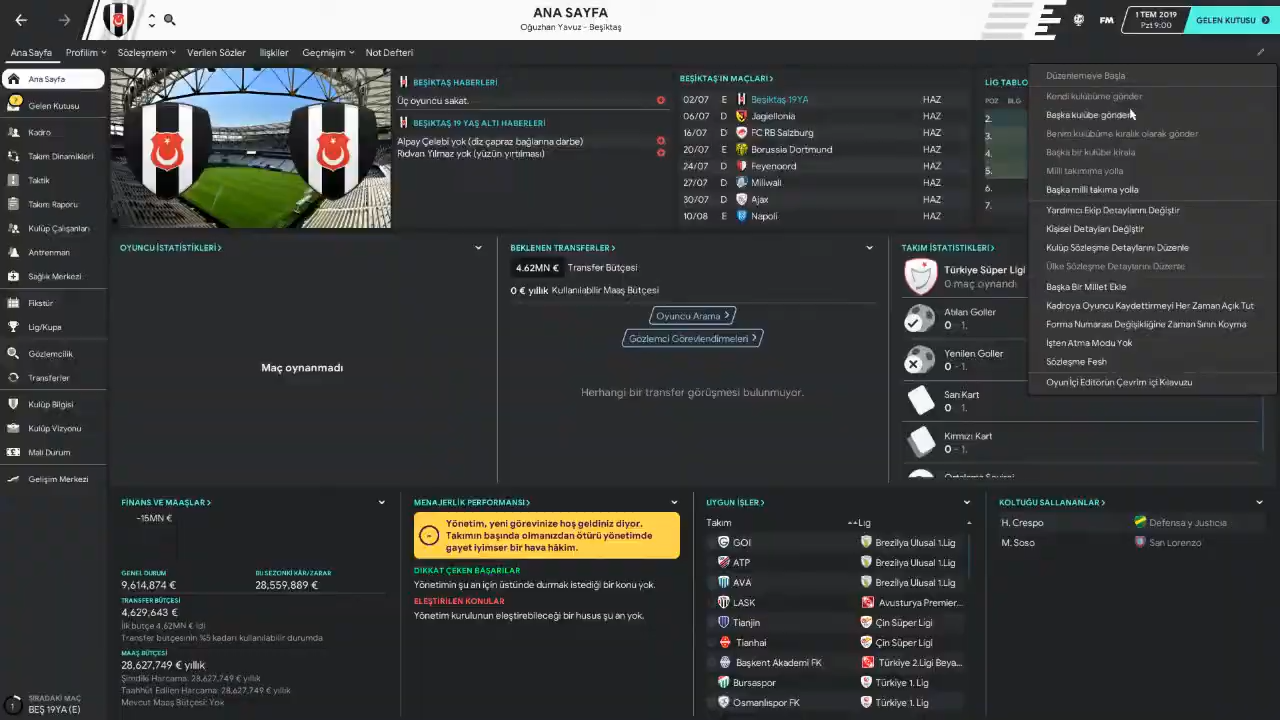 ANA SAYFA
Oğuzhan Yavuz - Beşiktaş
FM
1 TEM 2019
Pzt 9:00
GELEN KUTUSU
Ana Sayfa
Profilim
Sözleşmem
Verilen Sözler
İlişkiler
Geçmişim
Not Defteri
Ana Sayfa
Gelen Kutusu
Kadro
Takım Dinamikleri
Taktik
Takım Raporu
Kulüp Çalışanları
Antrenman
Sağlık Merkezi
Fikstür
Lig/Kupa
Gözlemcilik
Transferler
Kulüp Bilgisi
Kulüp Vizyonu
Mali Durum
Gelişim Merkezi
SIRADAKİ MAÇ
BEŞ 19YA (E)
BEŞİKTAŞ HABERLERİ
Üç oyuncu sakat.
BEŞİKTAŞ 19 YAŞ ALTI HABERLERİ
Alpay Çelebi yok (diz çapraz bağlarına darbe)
Rıdvan Yılmaz yok (yüzün yırtılması)
BEŞİKTAŞ'IN MAÇLARI
02/07 E Beşiktaş 19YA HAZ
06/07 D Jagiellonia HAZ
16/07 D FC RB Salzburg HAZ
20/07 E Borussia Dortmund HAZ
24/07 D Feyenoord HAZ
27/07 D Millwall HAZ
30/07 D Ajax HAZ
10/08 E Napoli HAZ
LİG TABLO
POZ BLG
2.
3.
4.
5.
6.
7.
Düzenlemeye Başla
Kendi kulübüme gönder
Başka kulübe gönder
Benim kulübüme kiralık olarak gönder
Başka bir kulübe kirala
Milli takımıma yolla
Başka milli takıma yolla
Yardımcı Ekip Detaylarını Değiştir
Kişisel Detayları Değiştir
Kulüp Sözleşme Detaylarını Düzenle
Ülke Sözleşme Detaylarını Düzenle
Başka Bir Millet Ekle
Kadroya Oyuncu Kaydettirmeyi Her Zaman Açık Tut
Forma Numarası Değişikliğine Zaman Sınırı Koyma
İşten Atma Modu Yok
Sözleşme Feshi
Oyun İçi Editörün Çevrim içi Kılavuzu
OYUNCU İSTATİSTİKLERİ
Maç oynanmadı
BEKLENEN TRANSFERLER
4.62MN € Transfer Bütçesi
0 € yıllık Kullanılabilir Maaş Bütçesi
Oyuncu Arama
Gözlemci Görevlendirmeleri
Herhangi bir transfer görüşmesi bulunmuyor.
TAKIM İSTATİSTİKLERİ
Türkiye Süper Ligi
0 maç oynandı
Atılan Goller
0 - 1.
Yenilen Goller
0 - 1.
Sarı Kart
0 - 1.
Kırmızı Kart
0 - 1.
FİNANS VE MAAŞLAR
-15MN €
GENEL DURUM
9,614,874 €
BU SEZONKİ KÂR/ZARAR
28,559,889 €
TRANSFER BÜTÇESİ
4,629,643 €
İlk bütçe 4,62MN € idi
Transfer bütçesinin %5 kadarı kullanılabilir durumda
MAAŞ BÜTÇESİ
28,627,749 € yıllık
Şimdiki Harcama: 28,627,749 € yıllık
Taahhüt Edilen Harcama: 28,627,749 € yıllık
Mevcut Maaş Bütçesi: Yok
MENAJERLİK PERFORMANSI
Yönetim, yeni görevinize hoş geldiniz diyor.
Takımın başında olmanızdan ötürü yönetimde
gayet iyimser bir hava hâkim.
DİKKAT ÇEKEN BAŞARILAR
Yönetimin şu an için üstünde durmak istediği bir konu yok.
ELEŞTİRİLEN KONULAR
Yönetim kurulunun eleştirebileceği bir husus şu an yok.
UYGUN İŞLER
Takım Lig
GOI Brezilya Ulusal 1.Lig
ATP Brezilya Ulusal 1.Lig
AVA Brezilya Ulusal 1.Lig
LASK Avusturya Premier...
Tianjin Çin Süper Ligi
Tianhai Çin Süper Ligi
Başkent Akademi FK Türkiye 2.Ligi Beya...
Bursaspor Türkiye 1. Lig
Osmanlıspor FK Türkiye 1. Lig
KOLTUĞU SALLANANLAR
H. Crespo Defensa y Justicia
M. Soso San Lorenzo